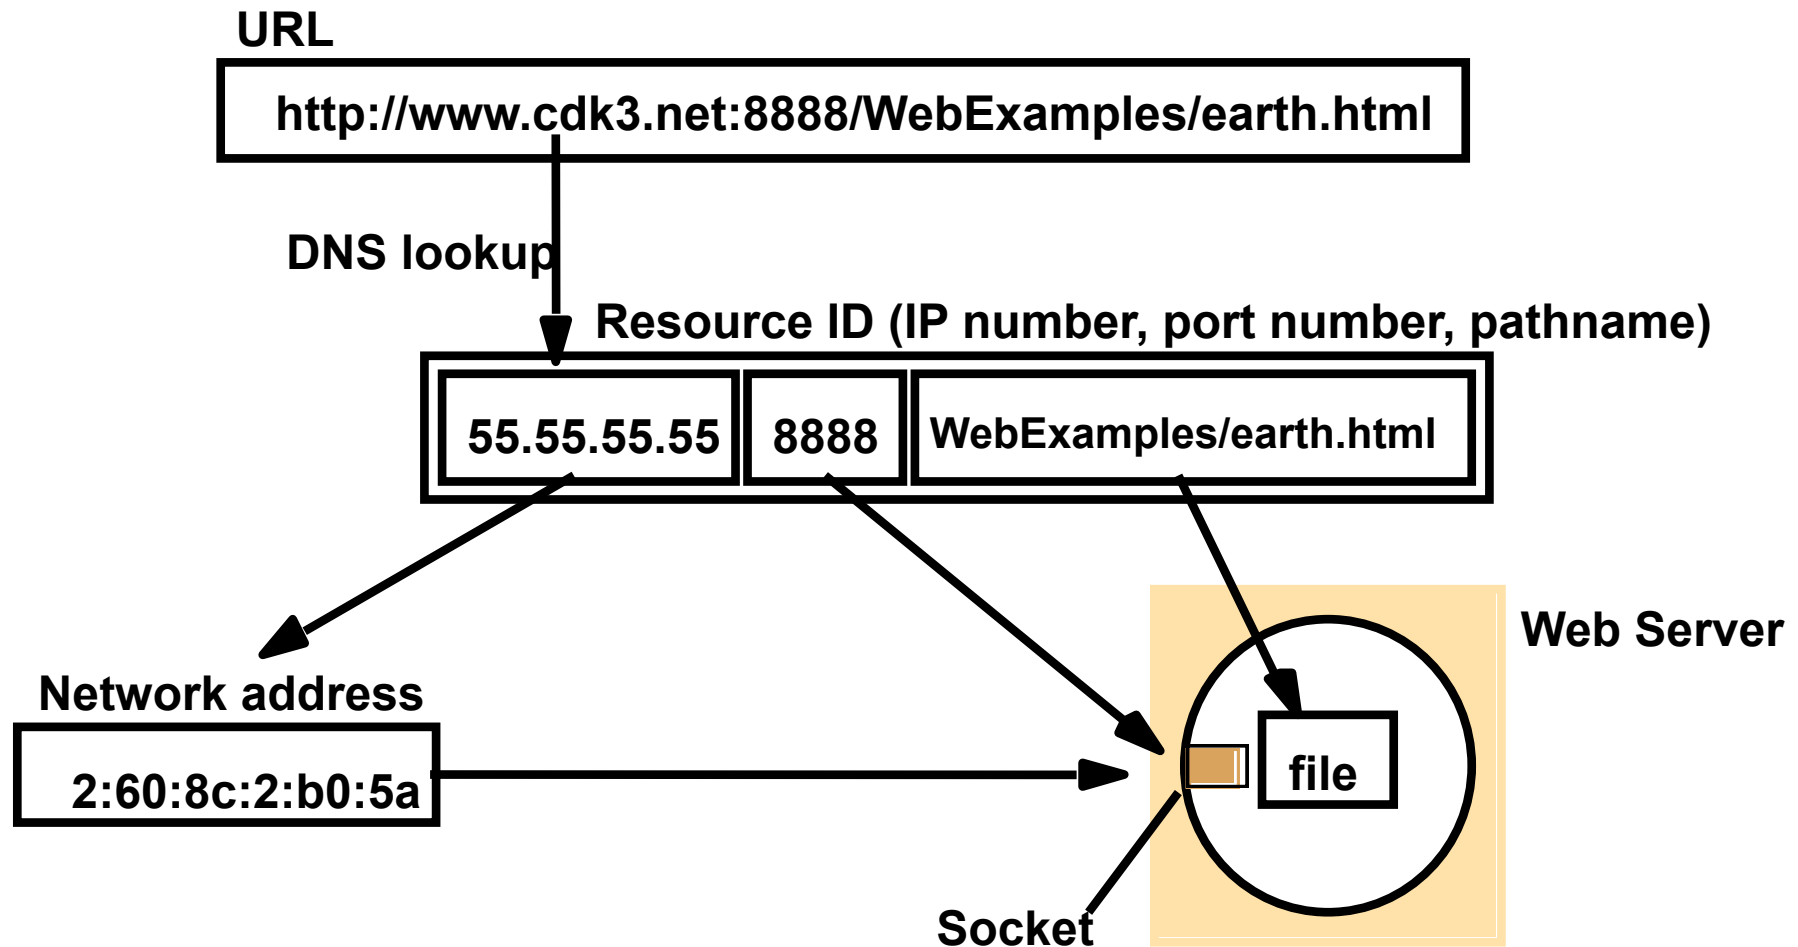 URL
http://www.cdk3.net:8888/WebExamples/earth.html
DNS lookup
Resource ID (IP number, port number, pathname)
55.55.55.55
8888
WebExamples/earth.html
Web Server
Network address
2:60:8c:2:b0:5a
file
Socket